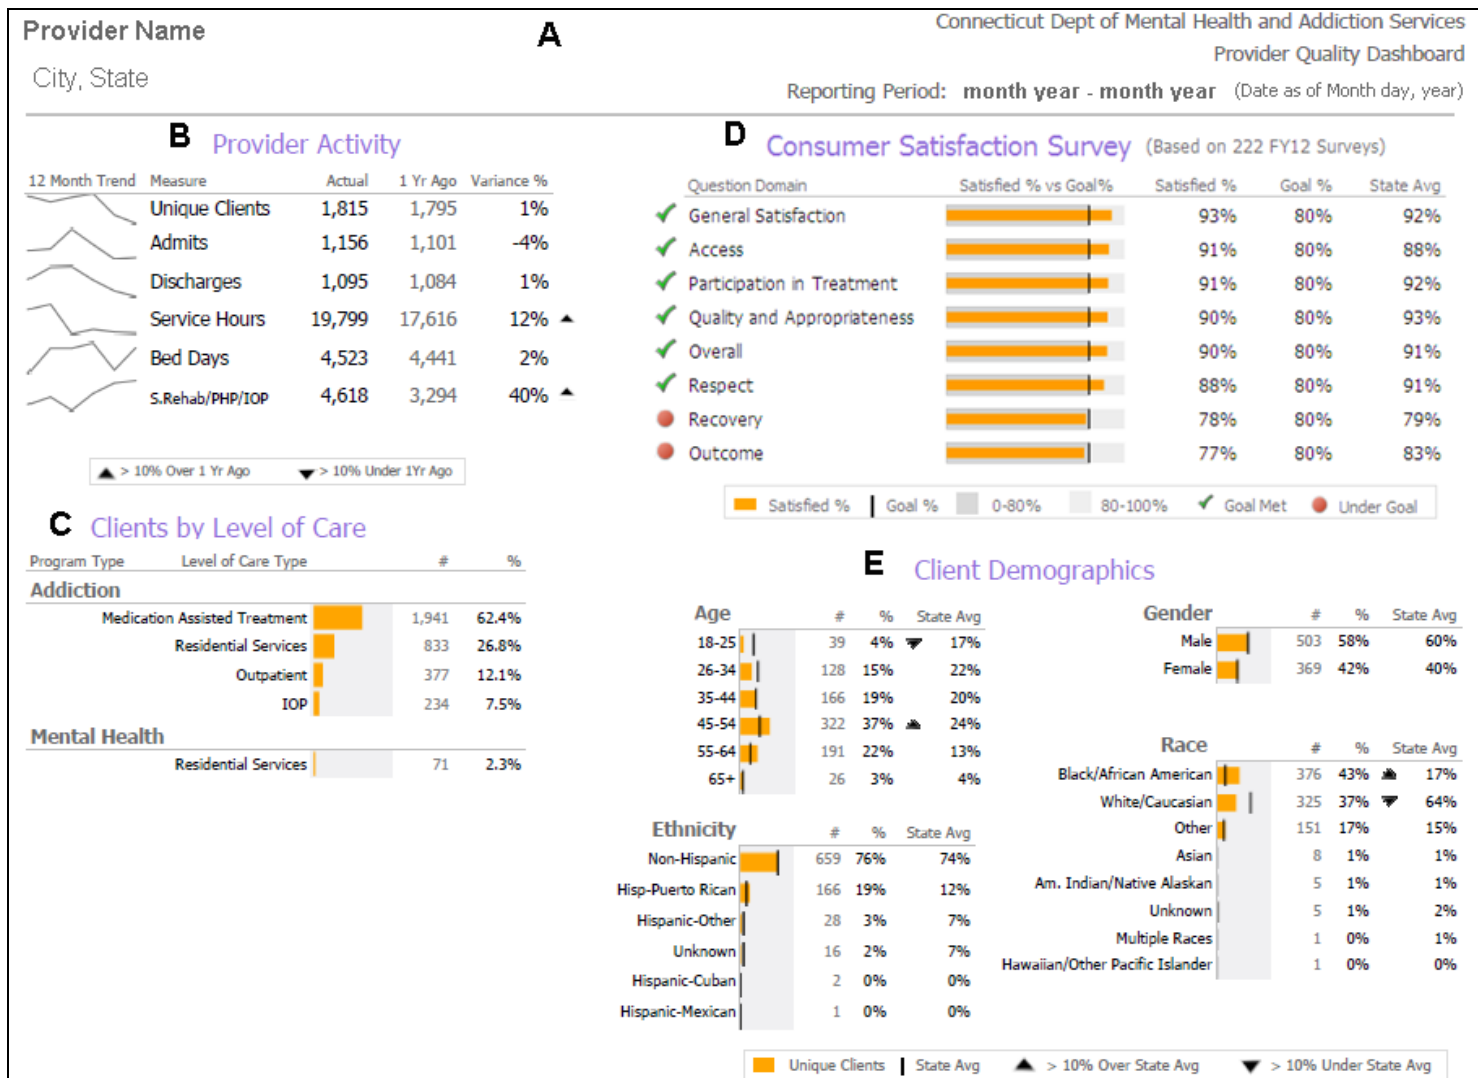 Provider Name
A
Connecticut Dept of Mental Health and Addiction Services
Provider Quality Dashboard
City, State
Reporting Period: month year - month year (Date as of Month day, year)
B Provider Activity
12 Month Trend Measure Actual 1 Yr Ago Variance %
Unique Clients 1,815 1,795 1%
Admits 1,156 1,101 -4%
Discharges 1,095 1,084 1%
Service Hours 19,799 17,616 12%
Bed Days 4,523 4,441 2%
S.Rehab/PHP/IOP 4,618 3,294 40%
> 10% Over 1 Yr Ago > 10% Under 1Yr Ago
C Clients by Level of Care
Program Type Level of Care Type # %
Addiction
Medication Assisted Treatment 1,941 62.4%
Residential Services 833 26.8%
Outpatient 377 12.1%
IOP 234 7.5%
Mental Health
Residential Services 71 2.3%
D Consumer Satisfaction Survey (Based on 222 FY12 Surveys)
Question Domain Satisfied % vs Goal% Satisfied % Goal % State Avg
General Satisfaction 93% 80% 92%
Access 91% 80% 88%
Participation in Treatment 91% 80% 92%
Quality and Appropriateness 90% 80% 93%
Overall 90% 80% 91%
Respect 88% 80% 91%
Recovery 78% 80% 79%
Outcome 77% 80% 83%
Satisfied % Goal % 0-80% 80-100% Goal Met Under Goal
E Client Demographics
Age # % State Avg
18-25 39 4% 17%
26-34 128 15% 22%
35-44 166 19% 20%
45-54 322 37% 24%
55-64 191 22% 13%
65+ 26 3% 4%
Ethnicity # % State Avg
Non-Hispanic 659 76% 74%
Hisp-Puerto Rican 166 19% 12%
Hispanic-Other 28 3% 7%
Unknown 16 2% 7%
Hispanic-Cuban 2 0% 0%
Hispanic-Mexican 1 0% 0%
Gender # % State Avg
Male 503 58% 60%
Female 369 42% 40%
Race # % State Avg
Black/African American 376 43% 17%
White/Caucasian 325 37% 64%
Other 151 17% 15%
Asian 8 1% 1%
Am. Indian/Native Alaskan 5 1% 1%
Unknown 5 1% 2%
Multiple Races 1 0% 1%
Hawaiian/Other Pacific Islander 1 0% 0%
Unique Clients State Avg > 10% Over State Avg > 10% Under State Avg